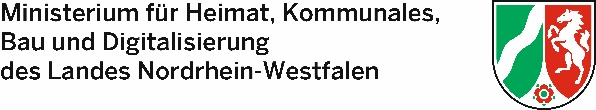 Ministerium für Heimat, Kommunales,
Bau und Digitalisierung
des Landes Nordrhein-Westfalen